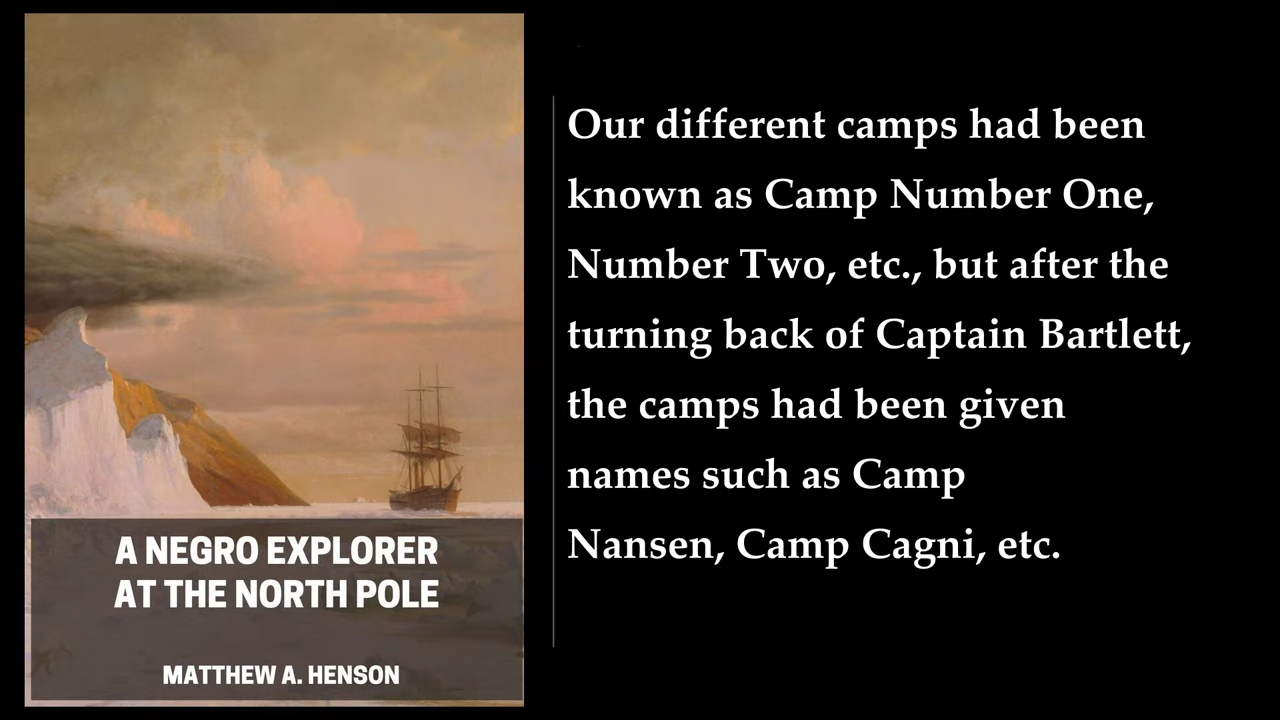 A NEGRO EXPLORER
AT THE NORTH POLE
MATTHEW A. HENSON
Our different camps had been
known as Camp Number One,
Number Two, etc., but after the
turning back of Captain Bartlett,
the camps had been given
names such as Camp
Nansen, Camp Cagni, etc.